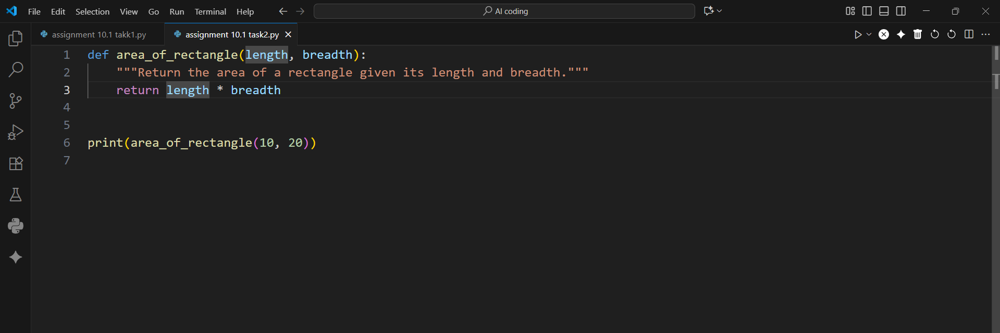 File Edit Selection View Go Run Terminal Help
AI coding
assignment 10.1 takk1.py
assignment 10.1 task2.py
1 def area_of_rectangle(length, breadth):
2 """Return the area of a rectangle given its length and breadth."""
3 return length * breadth
4
5
6 print(area_of_rectangle(10, 20))
7